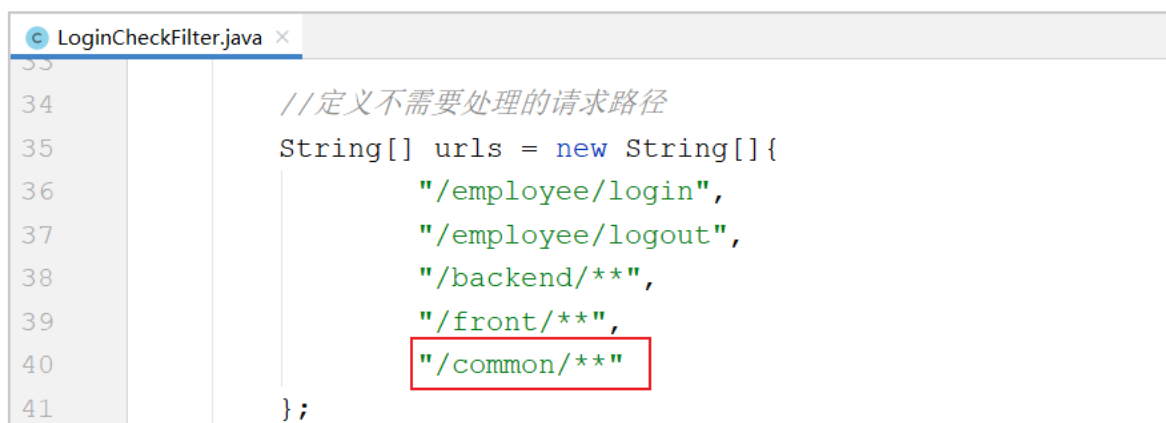 C LoginCheckFilter.java ×
33
34 //定义不需要处理的请求路径
35 String[] urls = new String[]{
36 "/employee/login",
37 "/employee/logout",
38 "/backend/**",
39 "/front/**",
40 "/common/**"
41 };